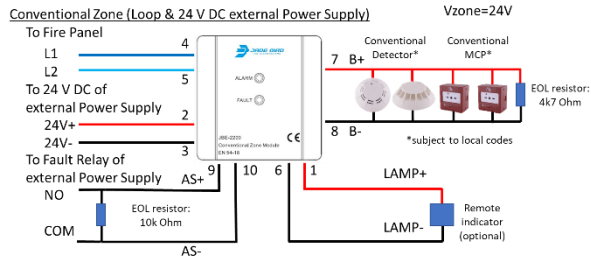 Conventional Zone (Loop & 24 V DC external Power Supply)
Vzone=24V
To Fire Panel
L1
L2
4
5
To 24 V DC of
external Power Supply
24V+
24V-
2
3
To Fault Relay of
external Power Supply
NO
COM
EOL resistor:
10k Ohm
AS+
AS-
9
10
6
1
JADE BIRD
ALARM
FAULT
JBE-2200
Conventional Zone Module
EN 54-18
CE
7
B+
8
B-
Conventional
Detector*
Conventional
MCP*
EOL resistor:
4k7 Ohm
*subject to local codes
LAMP+
LAMP-
Remote
indicator
(optional)